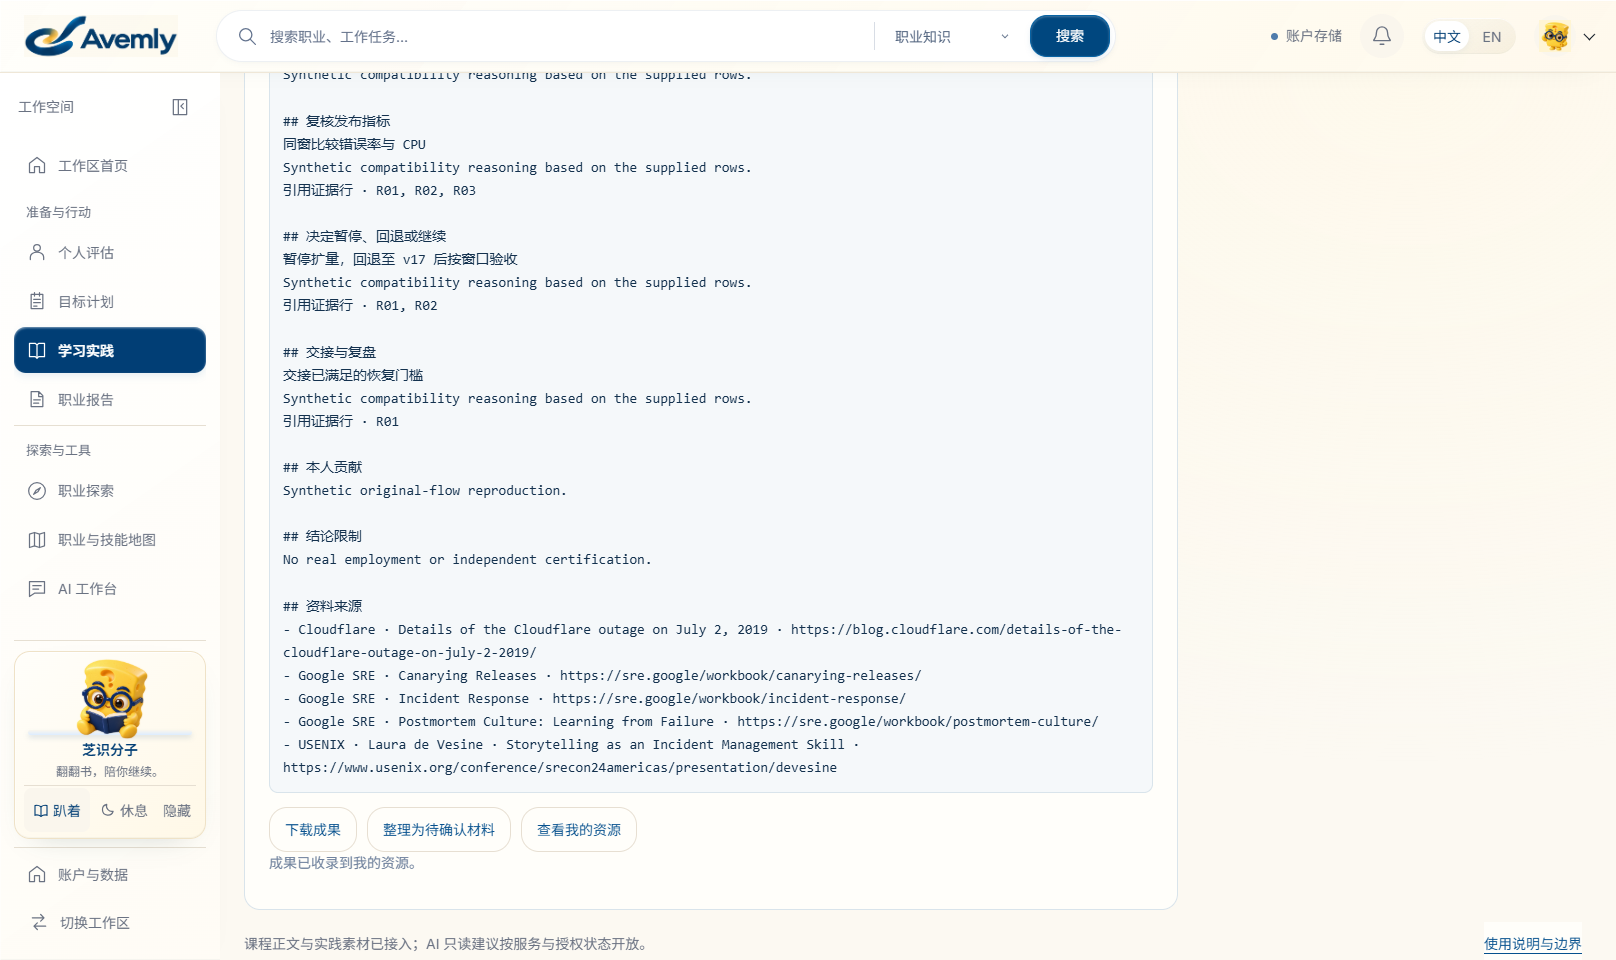 Avemly
搜索职业、工作任务...
职业知识
搜索
账户存储
中文
EN
工作空间
工作区首页
准备与行动
个人评估
目标计划
学习实践
职业报告
探索与工具
职业探索
职业与技能地图
AI 工作台
芝识分子
翻翻书，陪你继续。
趴着
休息
隐藏
账户与数据
切换工作区
Synthetic compatibility reasoning based on the supplied rows.
## 复核发布指标
同窗比较错误率与 CPU
Synthetic compatibility reasoning based on the supplied rows.
引用证据行 · R01, R02, R03
## 决定暂停、回退或继续
暂停扩量，回退至 v17 后按窗口验收
Synthetic compatibility reasoning based on the supplied rows.
引用证据行 · R01, R02
## 交接与复盘
交接已满足的恢复门槛
Synthetic compatibility reasoning based on the supplied rows.
引用证据行 · R01
## 本人贡献
Synthetic original-flow reproduction.
## 结论限制
No real employment or independent certification.
## 资料来源
- Cloudflare · Details of the Cloudflare outage on July 2, 2019 · https://blog.cloudflare.com/details-of-the-
cloudflare-outage-on-july-2-2019/
- Google SRE · Canarying Releases · https://sre.google/workbook/canarying-releases/
- Google SRE · Incident Response · https://sre.google/workbook/incident-response/
- Google SRE · Postmortem Culture: Learning from Failure · https://sre.google/workbook/postmortem-culture/
- USENIX · Laura de Vesine · Storytelling as an Incident Management Skill ·
https://www.usenix.org/conference/srecon24americas/presentation/devesine
下载成果
整理为待确认材料
查看我的资源
成果已收录到我的资源。
课程正文与实践素材已接入；AI 只读建议按服务与授权状态开放。
使用说明与边界